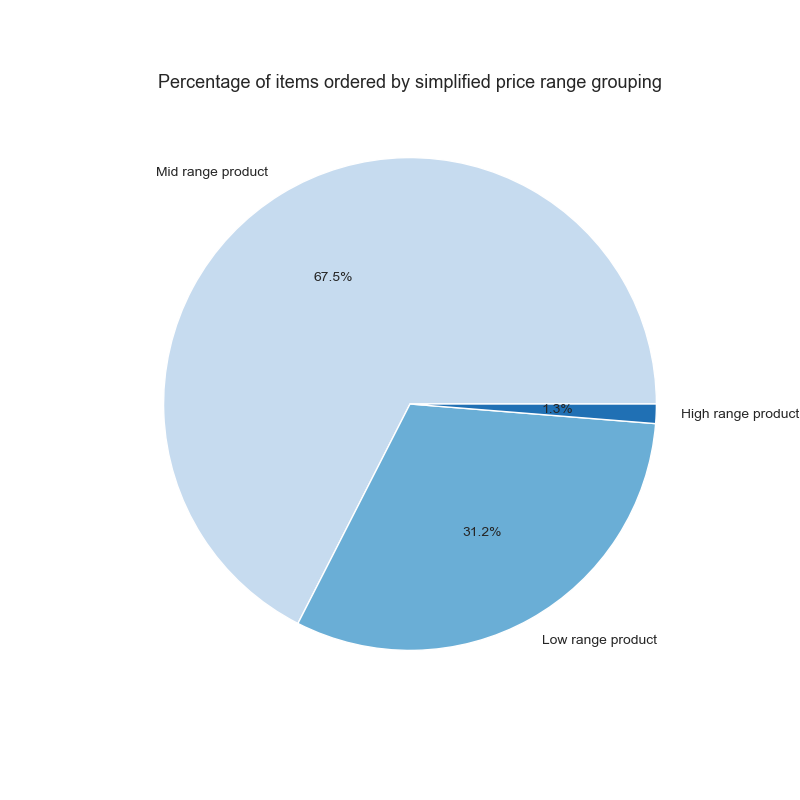 Percentage of items ordered by simplified price range grouping
Mid range product
67.5%
1.3%
High range product
31.2%
Low range product